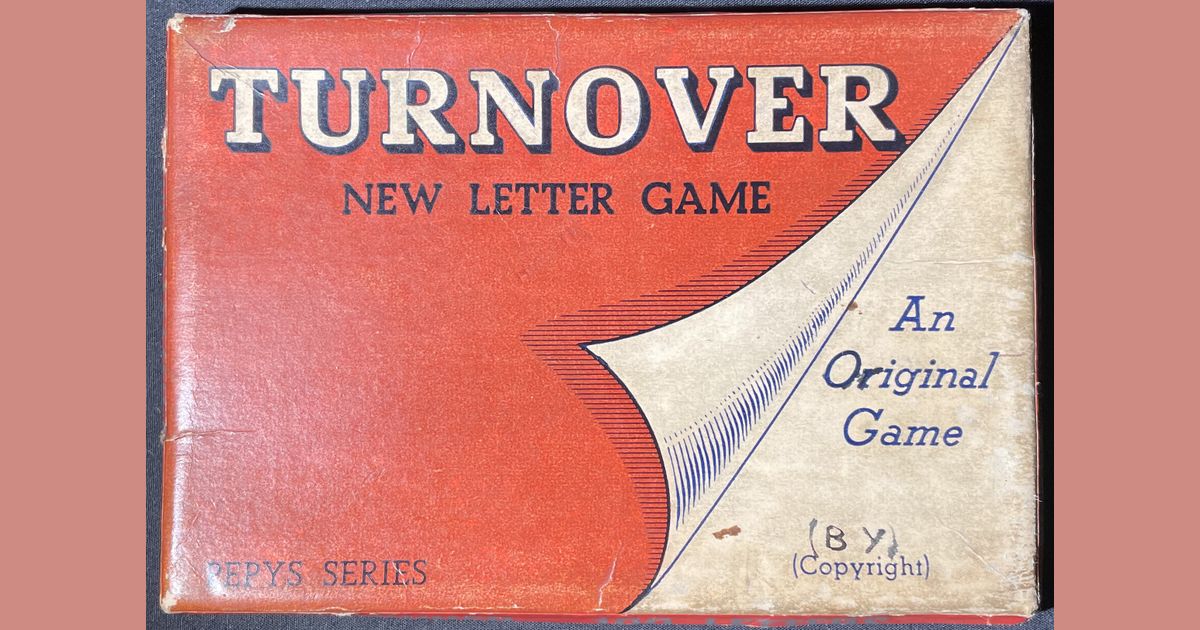 TURNOVER
NEW LETTER GAME
An
Original
Game
(BY)
(Copyright)
PEPYS SERIES